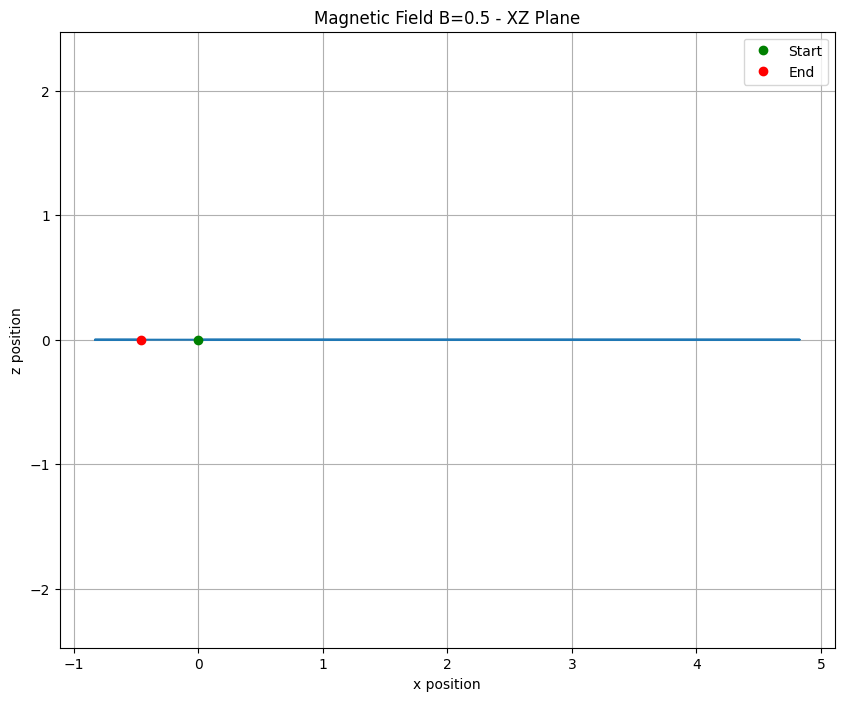 Magnetic Field B=0.5 - XZ Plane
Start
End
2
1
0
−1
−2
z position
−1
0
1
2
3
4
5
x position